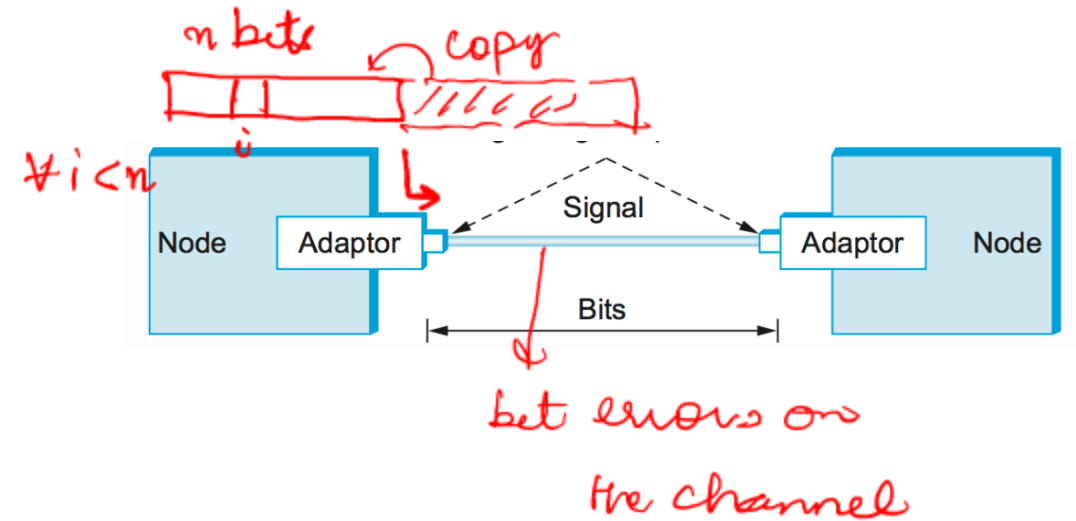 n bits
copy
i
∀i<n
Signal
Node
Adaptor
Adaptor
Node
Bits
bit errors on
the channel